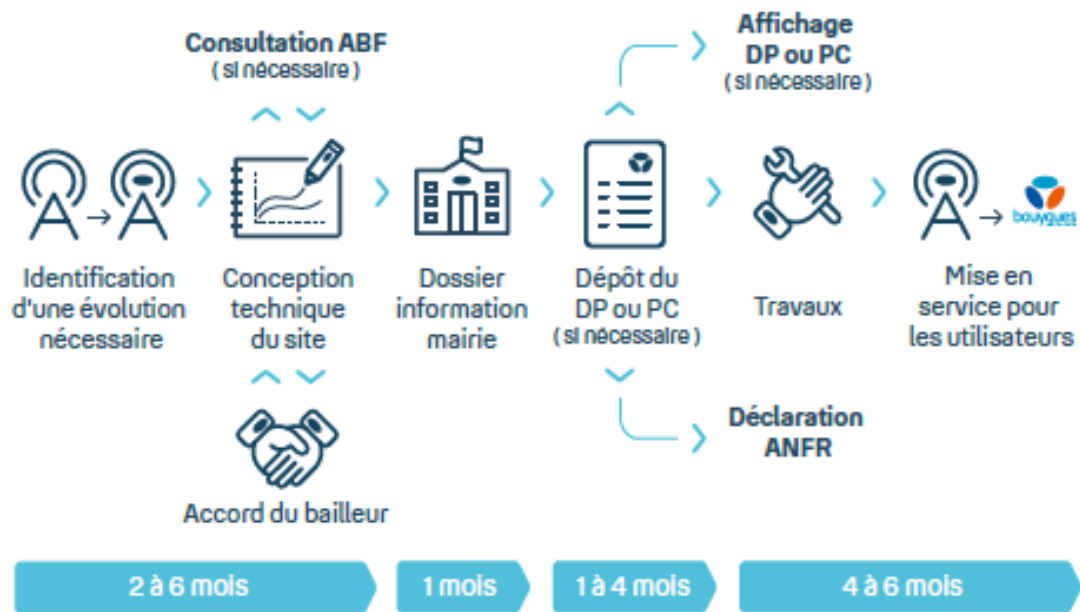 Consultation ABF
( si nécessaire )
Affichage
DP ou PC
( si nécessaire )
Identification
d'une évolution
nécessaire
Conception
technique
du site
Dossier
information
mairie
Dépôt du
DP ou PC
( si nécessaire )
Travaux
bouygues
Mise en
service pour
les utilisateurs
Accord du bailleur
Déclaration
ANFR
2 à 6 mois
1 mois
1 à 4 mois
4 à 6 mois